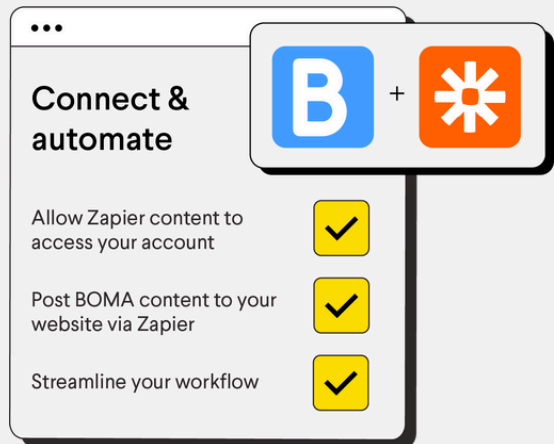 Connect &
automate
B +
Allow Zapier content to
access your account
Post BOMA content to your
website via Zapier
Streamline your workflow